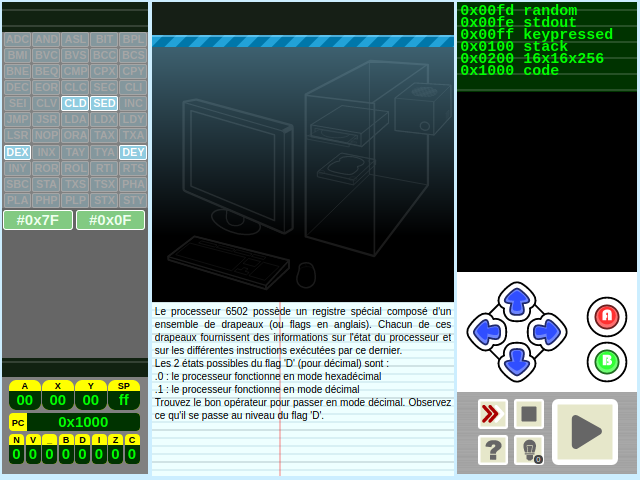 ADC AND ASL BIT BPL
BMI BVC BVS BCC BCS
BNE BEQ CMP CPX CPY
DEC EOR CLC SEC CLI
SEI CLV CLD SED INC
JMP JSR LDA LDX LDY
LSR NOP ORA TAX TXA
DEX INX TAY TYA DEY
INY ROR ROL RTI RTS
SBC STA TXS TSX PHA
PLA PHP PLP STX STY
#0x7F #0x0F
A X Y SP
00 00 00 ff
PC 0x1000
N V _ B D I Z C
0 0 0 0 0 0 0 0
Le processeur 6502 possède un registre spécial composé d'un
ensemble de drapeaux (ou flags en anglais). Chacun de ces
drapeaux fournissent des informations sur l'état du processeur et
sur les différentes instructions exécutées par ce dernier.
Les 2 états possibles du flag 'D' (pour décimal) sont :
.0 : le processeur fonctionne en mode hexadécimal
.1 : le processeur fonctionne en mode décimal
Trouvez le bon opérateur pour passer en mode décimal. Observez
ce qu'il se passe au niveau du flag 'D'.
0x00fd random
0x00fe stdout
0x00ff keypressed
0x0100 stack
0x0200 16x16x256
0x1000 code
A
B
?
0